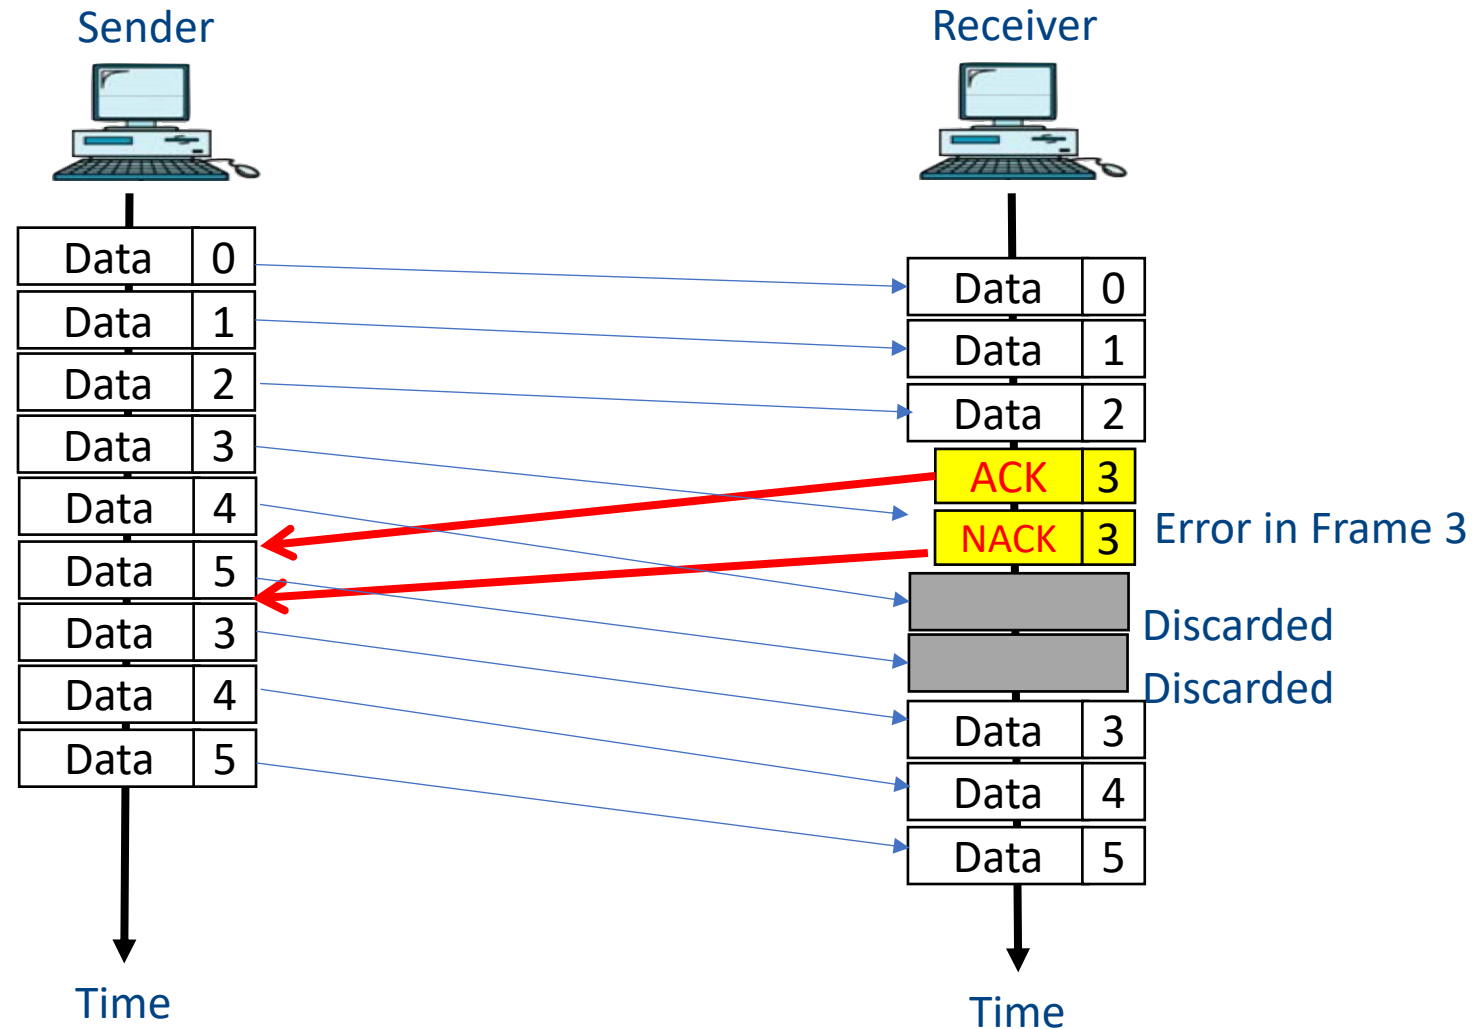 Sender
Receiver
Data 0
Data 1
Data 2
Data 3
Data 4
Data 5
Data 3
Data 4
Data 5
Time
Data 0
Data 1
Data 2
ACK 3
NACK 3 Error in Frame 3
Discarded
Discarded
Data 3
Data 4
Data 5
Time